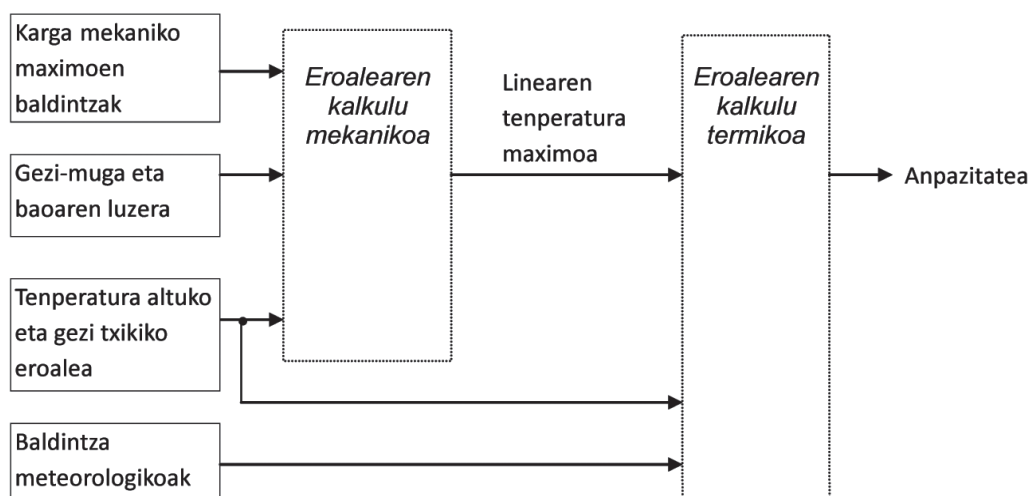 Karga mekaniko
maximoen
baldintzak
Gezi-muga eta
baoaren luzera
Tenperatura altuko
eta gezi txikiko
eroalea
Baldintza
meteorologikoak
Eroalearen
kalkulu
mekanikoa
Linearen
tenperatura
maximoa
Eroalearen
kalkulu
termikoa
Anpazitatea